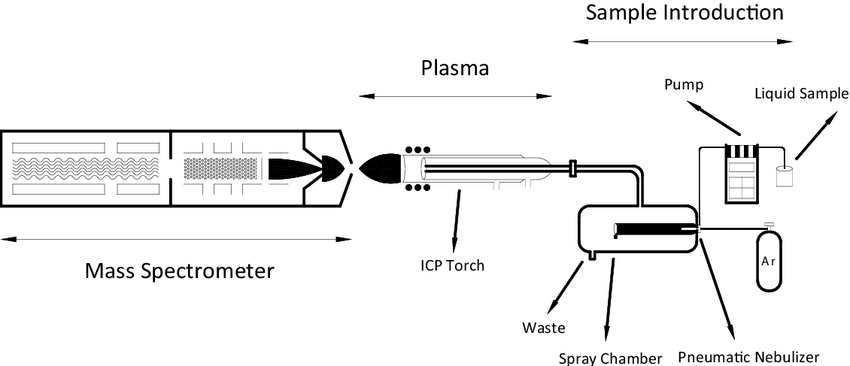 Sample Introduction
Plasma
Pump
Liquid Sample
Mass Spectrometer
ICP Torch
Ar
Waste
Spray Chamber
Pneumatic Nebulizer